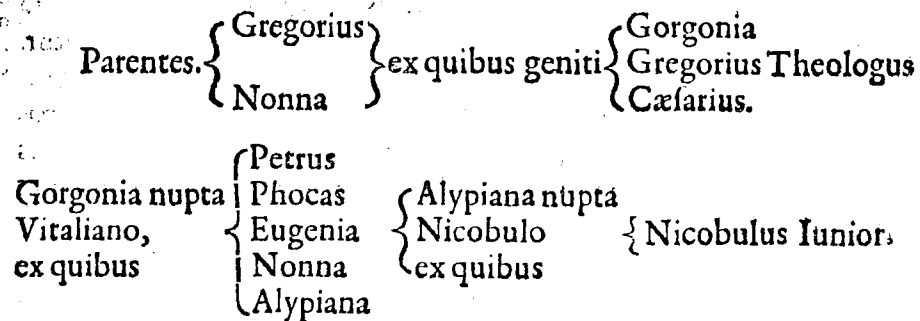 Gregorius
Parentes. ex quibus geniti
Nonna
Gorgonia
Gregorius Theologus
Cæſarius.
Gorgonia nupta
Vitaliano,
ex quibus
Petrus
Phocas
Eugenia
Nonna
Alypiana
Alypiana nupta
Nicobulo
ex quibus
Nicobulus Iunior.